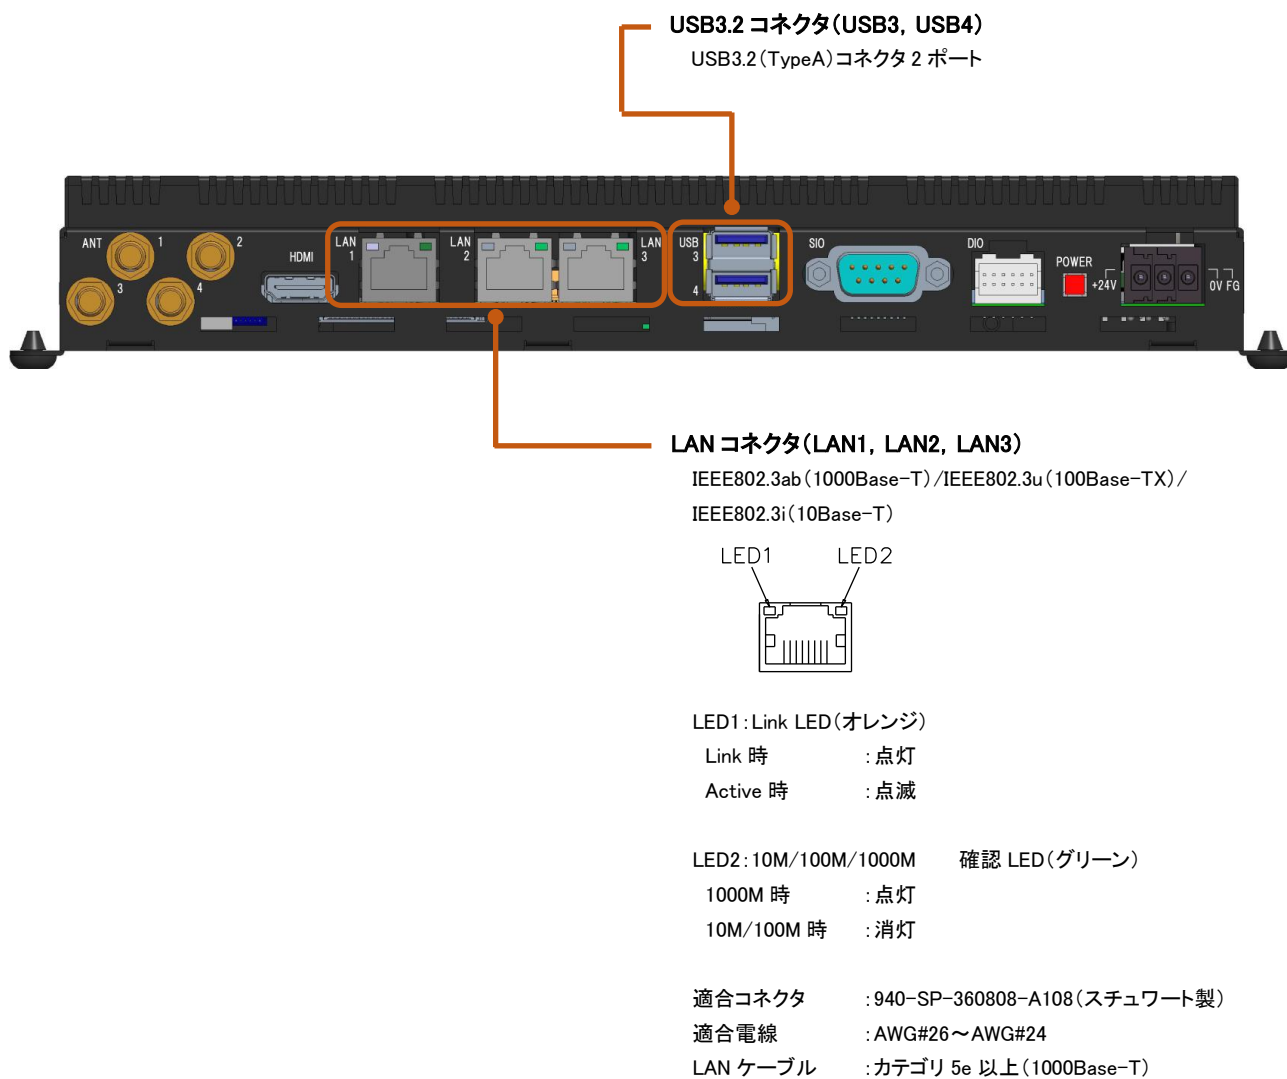 USB3.2 コネクタ(USB3, USB4)
USB3.2(TypeA)コネクタ 2 ポート
ANT 1 2 3 4
HDMI
LAN 1
LAN 2
LAN 3
USB 3 4
SIO
DIO
POWER
+24V 0V FG
LAN コネクタ(LAN1, LAN2, LAN3)
IEEE802.3ab(1000Base-T)/IEEE802.3u(100Base-TX)/
IEEE802.3i(10Base-T)
LED1 LED2
LED1:Link LED(オレンジ)
Link 時 :点灯
Active 時 :点滅
LED2:10M/100M/1000M 確認 LED(グリーン)
1000M 時 :点灯
10M/100M 時 :消灯
適合コネクタ :940-SP-360808-A108(スチュワート製)
適合電線 :AWG#26~AWG#24
LAN ケーブル :カテゴリ 5e 以上(1000Base-T)